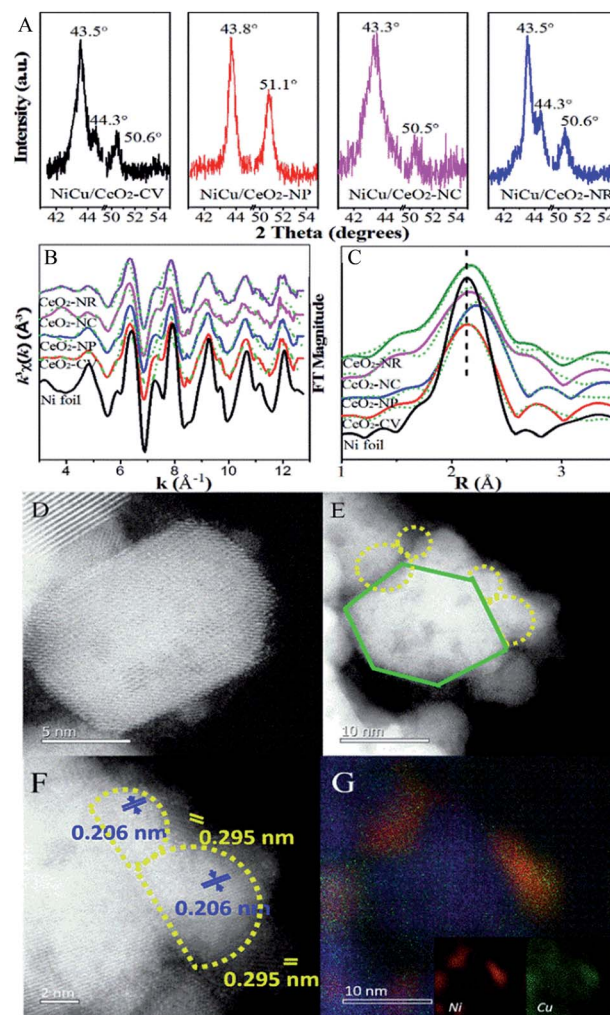 A
Intensity (a.u.)
43.5°
44.3°
50.6°
NiCu/CeO₂-CV
42 44 50 52 54
43.8°
51.1°
NiCu/CeO₂-NP
42 44 50 52 54
43.3°
50.5°
NiCu/CeO₂-NC
42 44 50 52 54
43.5°
44.3°
50.6°
NiCu/CeO₂-NR
42 44 50 52 54
2 Theta (degrees)
B
k³χ(k) (Å⁻³)
CeO₂-NR
CeO₂-NC
CeO₂-NP
CeO₂-CV
Ni foil
4 6 8 10 12
k (Å⁻¹)
C
FT Magnitude
CeO₂-NR
CeO₂-NC
CeO₂-NP
CeO₂-CV
Ni foil
1 2 3
R (Å)
D
5 nm
E
10 nm
F
0.206 nm
= 0.295 nm
0.206 nm
= 0.295 nm
2 nm
G
10 nm
Ni
Cu